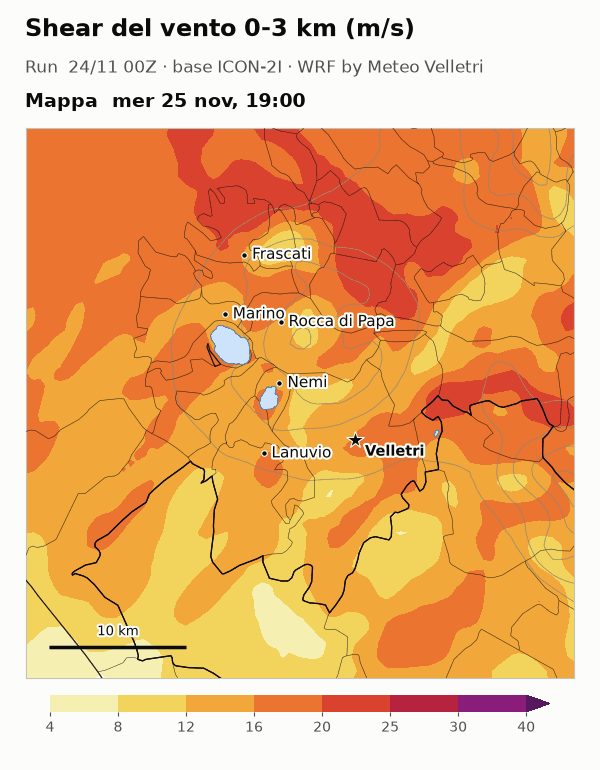 Shear del vento 0-3 km (m/s)
Run  24/11 00Z · base ICON-2I · WRF by Meteo Velletri
Mappa  mer 25 nov, 19:00
Frascati
Marino
Rocca di Papa
Nemi
Velletri
Lanuvio
10 km
4 8 12 16 20 25 30 40